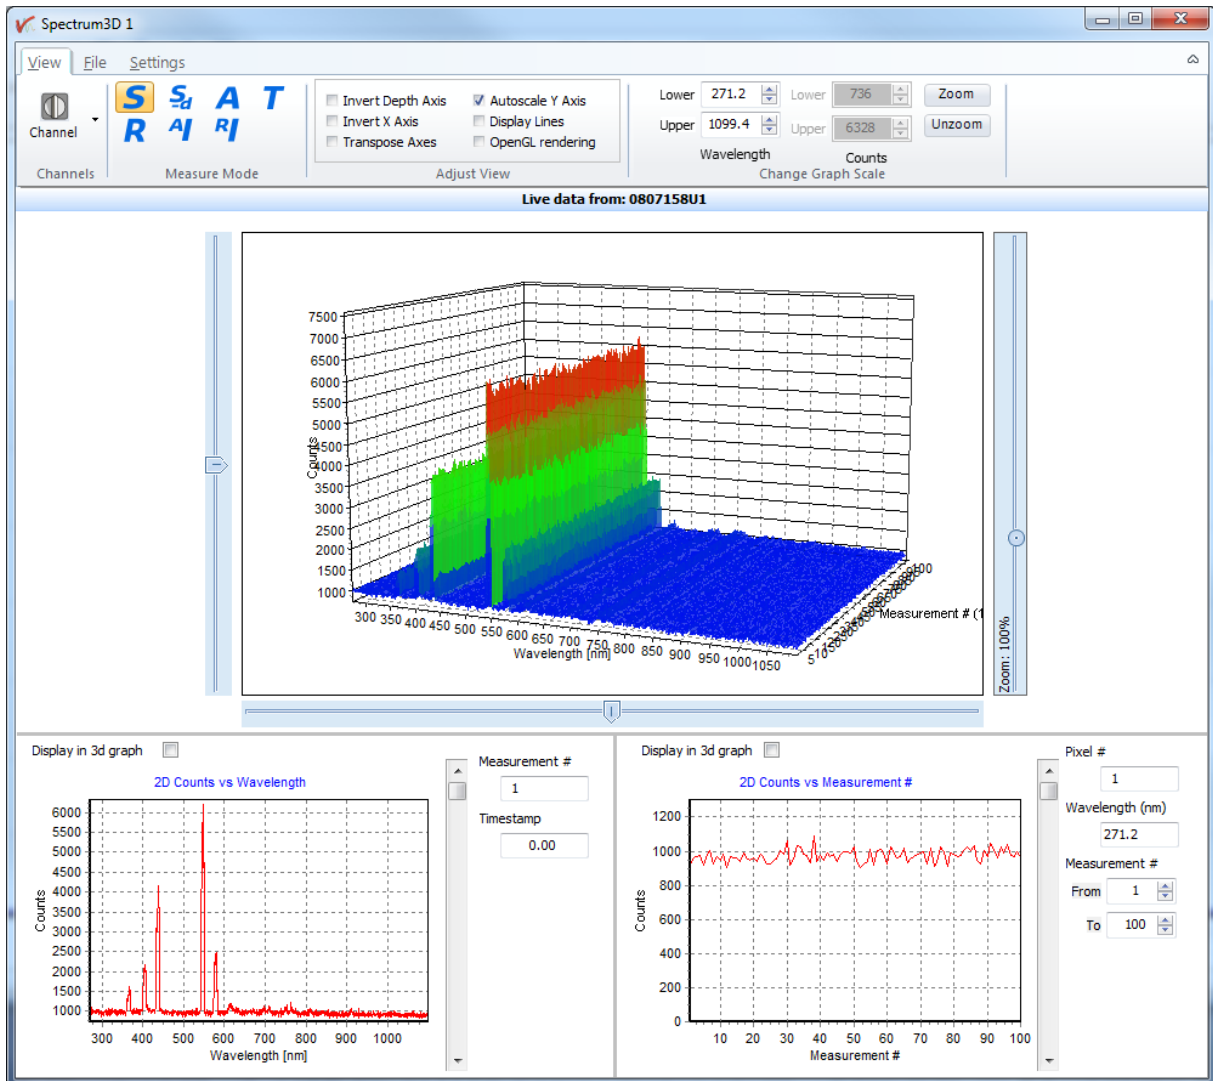 Spectrum3D 1
View File Settings
Channel
Channels
S S-d A T
R AI RI
Measure Mode
Invert Depth Axis Autoscale Y Axis
Invert X Axis Display Lines
Transpose Axes OpenGL rendering
Adjust View
Lower 271.2 Lower 736 Zoom
Upper 1099.4 Upper 6328 Unzoom
Wavelength Counts
Change Graph Scale
Live data from: 0807158U1
7500
7000
6500
6000
5500
5000
4500
4000
3500
3000
2500
2000
1500
1000
Counts
300 350 400 450 500 550 600 650 700 750 800 850 900 950 1000 1050
Wavelength [nm]
5 10
100
Measurement # (1
Zoom: 100%
Display in 3d graph
2D Counts vs Wavelength
6000
5500
5000
4500
4000
3500
3000
2500
2000
1500
1000
Counts
300 400 500 600 700 800 900 1000
Wavelength [nm]
Measurement #
1
Timestamp
0.00
Display in 3d graph
2D Counts vs Measurement #
1200
1000
800
600
400
200
0
Counts
10 20 30 40 50 60 70 80 90 100
Measurement #
Pixel #
1
Wavelength (nm)
271.2
Measurement #
From 1
To 100